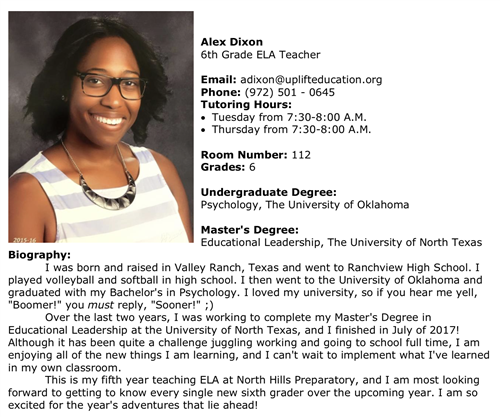 Alex Dixon
6th Grade ELA Teacher
Email: adixon@uplifteducation.org
Phone: (972) 501 - 0645
Tutoring Hours:
• Tuesday from 7:30-8:00 A.M.
• Thursday from 7:30-8:00 A.M.
Room Number: 112
Grades: 6
Undergraduate Degree:
Psychology, The University of Oklahoma
Master's Degree:
Educational Leadership, The University of North Texas
2015-16
Biography:
I was born and raised in Valley Ranch, Texas and went to Ranchview High School. I
played volleyball and softball in high school. I then went to the University of Oklahoma and
graduated with my Bachelor's in Psychology. I loved my university, so if you hear me yell,
"Boomer!" you must reply, "Sooner!" ;)
Over the last two years, I was working to complete my Master's Degree in
Educational Leadership at the University of North Texas, and I finished in July of 2017!
Although it has been quite a challenge juggling working and going to school full time, I am
enjoying all of the new things I am learning, and I can't wait to implement what I've learned
in my own classroom.
This is my fifth year teaching ELA at North Hills Preparatory, and I am most looking
forward to getting to know every single new sixth grader over the upcoming year. I am so
excited for the year's adventures that lie ahead!